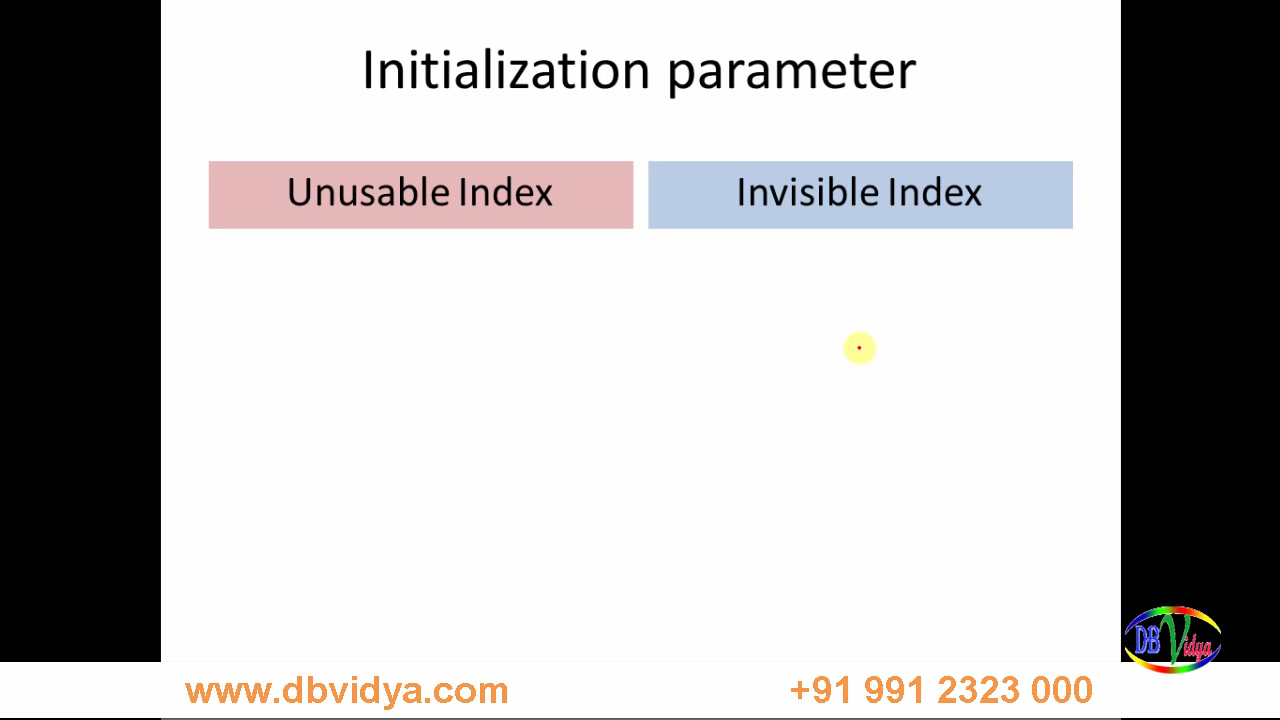 Initialization parameter
Unusable Index
Invisible Index
DB Vidya
www.dbvidya.com
+91 991 2323 000